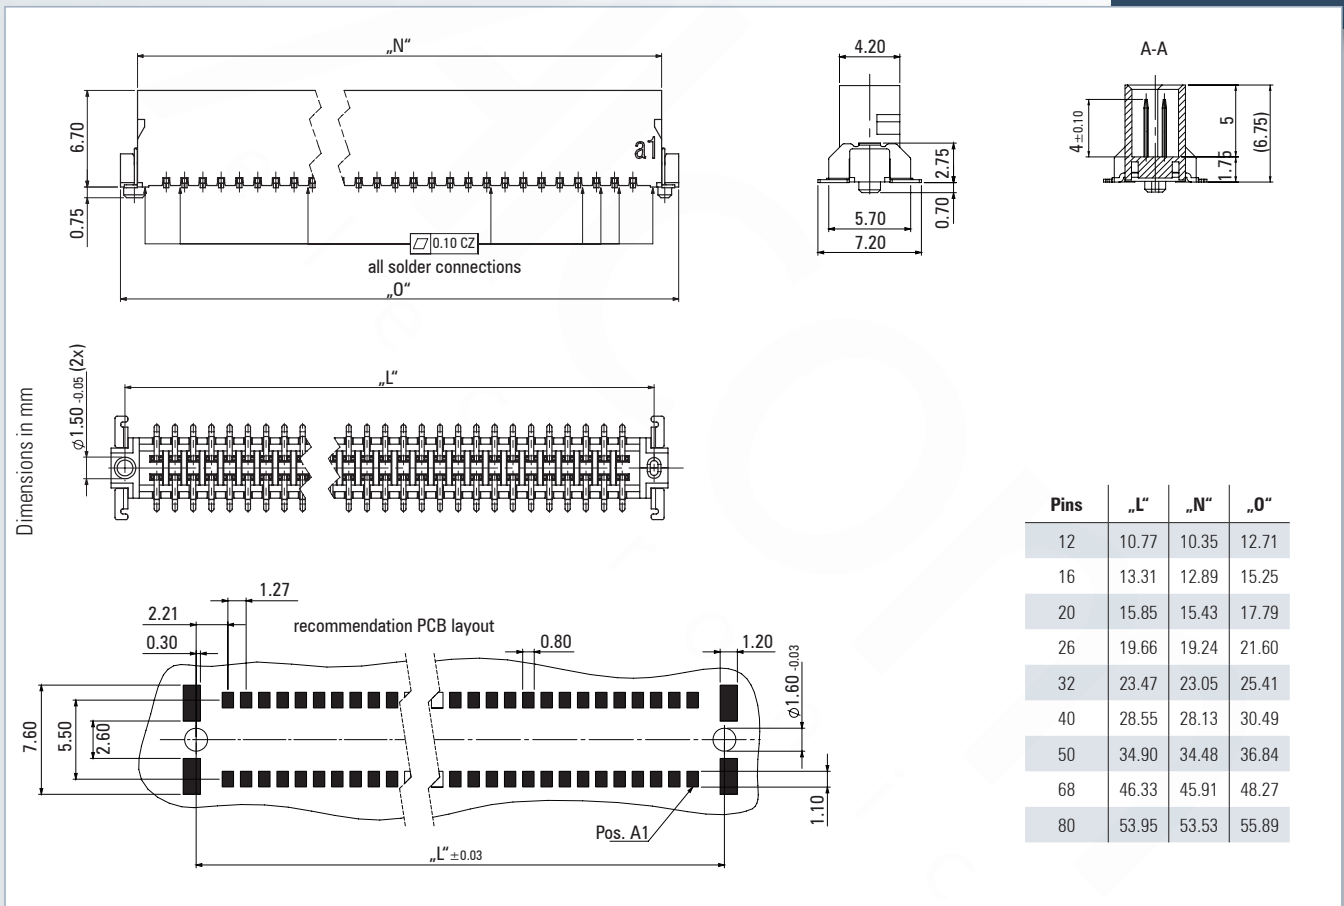 „N“
6.70
0.75
a1
0.10 CZ
all solder connections
„O“
4.20
2.75
0.70
5.70
7.20
A-A
4±0.10
5
1.75
(6.75)
Dimensions in mm
⌀1.50 -0.05 (2x)
„L“
1.27
2.21
0.30
recommendation PCB layout
0.80
1.20
⌀1.60 -0.03
7.60
5.50
2.60
1.10
Pos. A1
„L“±0.03
Pins „L“ „N“ „O“
12 10.77 10.35 12.71
16 13.31 12.89 15.25
20 15.85 15.43 17.79
26 19.66 19.24 21.60
32 23.47 23.05 25.41
40 28.55 28.13 30.49
50 34.90 34.48 36.84
68 46.33 45.91 48.27
80 53.95 53.53 55.89